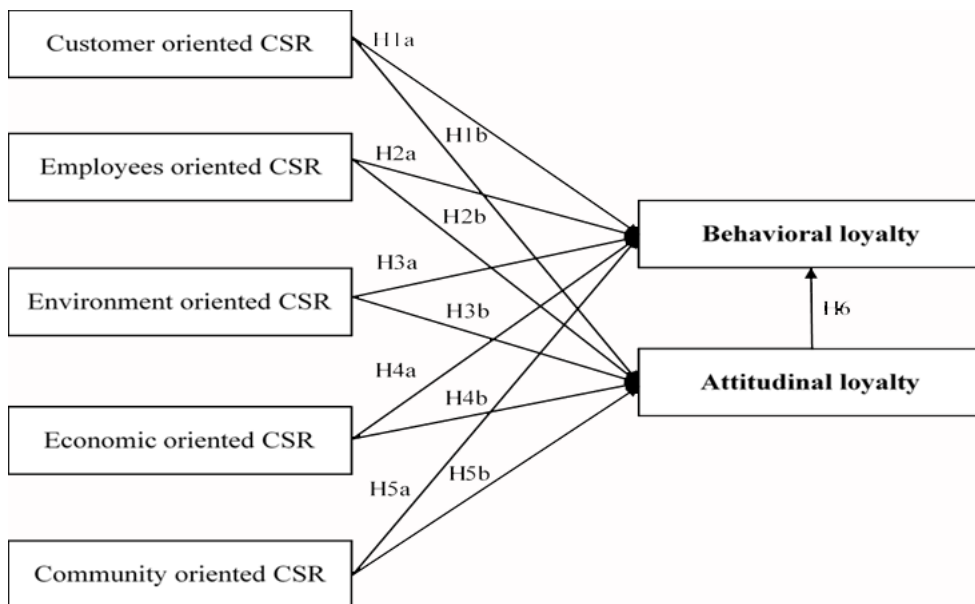 Customer oriented CSR
H1a
H1b
Employees oriented CSR
H2a
H2b
Behavioral loyalty
Environment oriented CSR
H3a
H3b
H6
H4a
Attitudinal loyalty
H4b
Economic oriented CSR
H5b
H5a
Community oriented CSR